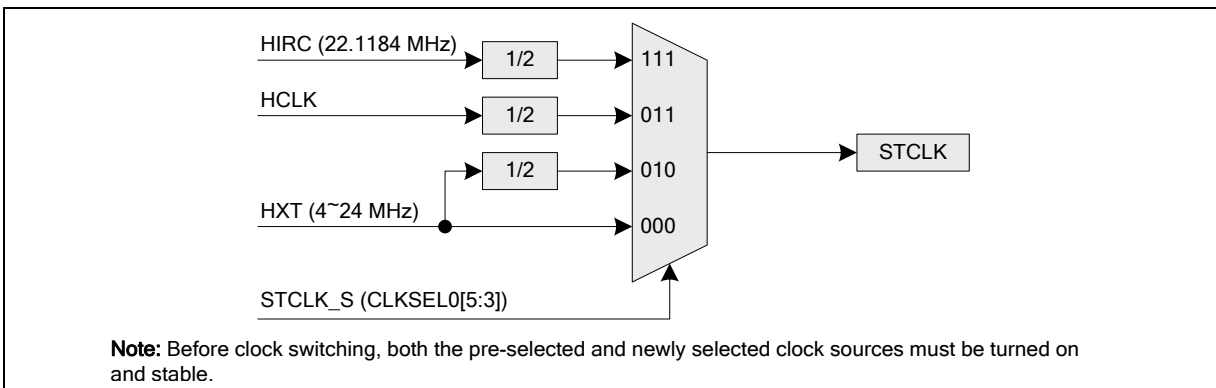 HIRC (22.1184 MHz)
1/2
111
HCLK
1/2
011
1/2
010
STCLK
HXT (4~24 MHz)
000
STCLK_S (CLKSEL0[5:3])
Note: Before clock switching, both the pre-selected and newly selected clock sources must be turned on
and stable.